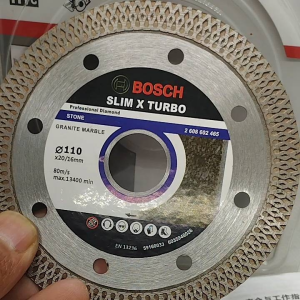 BOSCH
SLIM X TURBO
Professional Diamond
2 608 602 465
STONE
GRANITE MARBLE
Ø110
x20/16mm
80m/s
max.13400 min
EN 13236